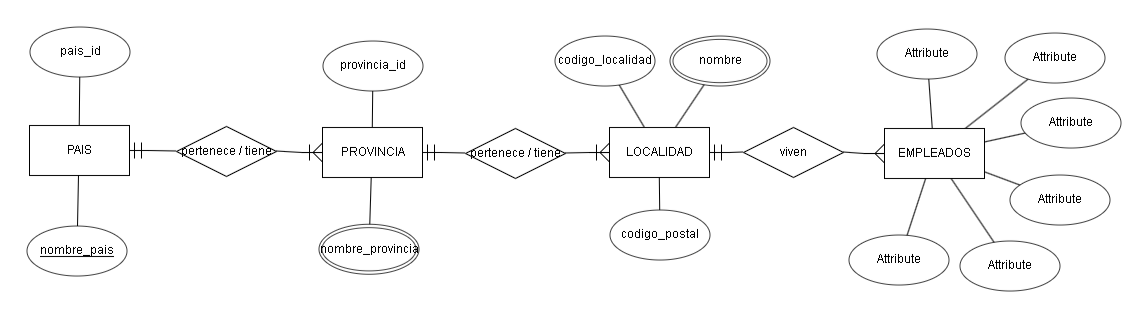 pais_id
provincia_id
codigo_localidad
nombre
Attribute
Attribute
Attribute
PAIS
pertenece / tiene
PROVINCIA
pertenece / tiene
LOCALIDAD
viven
EMPLEADOS
Attribute
nombre_pais
nombre_provincia
codigo_postal
Attribute
Attribute